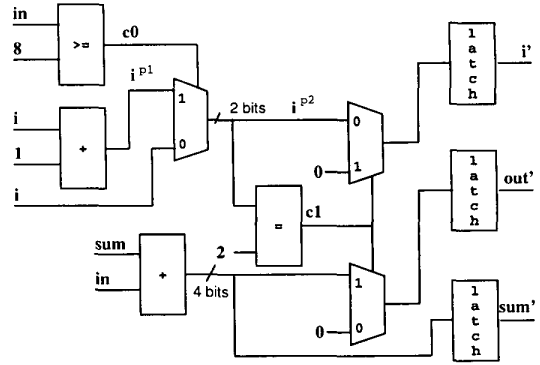 in
8
>=
c0
i p1
i
1
+
i
1
0
2 bits
i p2
0
1
0
latch
i'
latch
out'
=
c1
2
sum
in
+
4 bits
1
0
0
latch
sum'